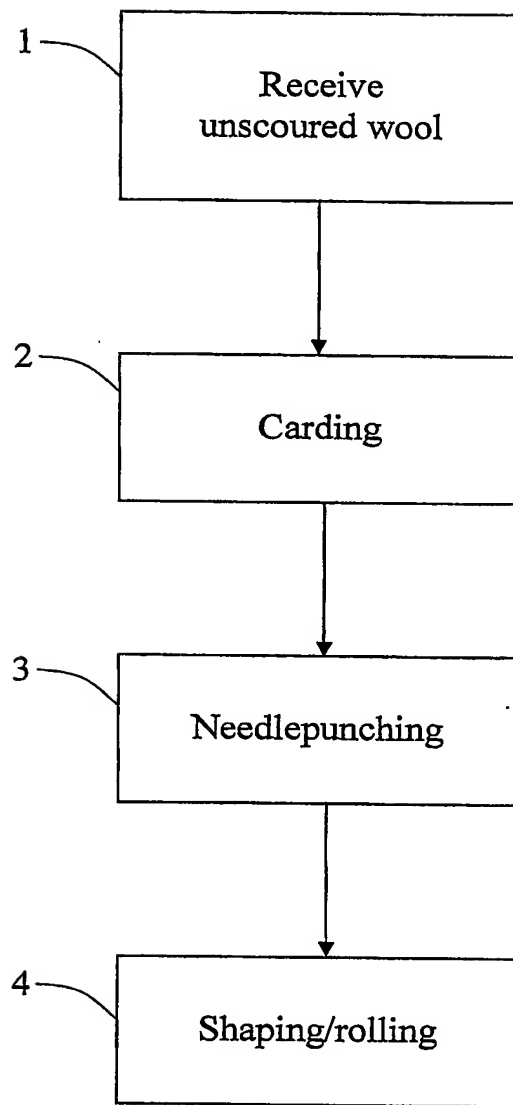 1
Receive
unscoured wool
2
Carding
3
Needlepunching
4
Shaping/rolling